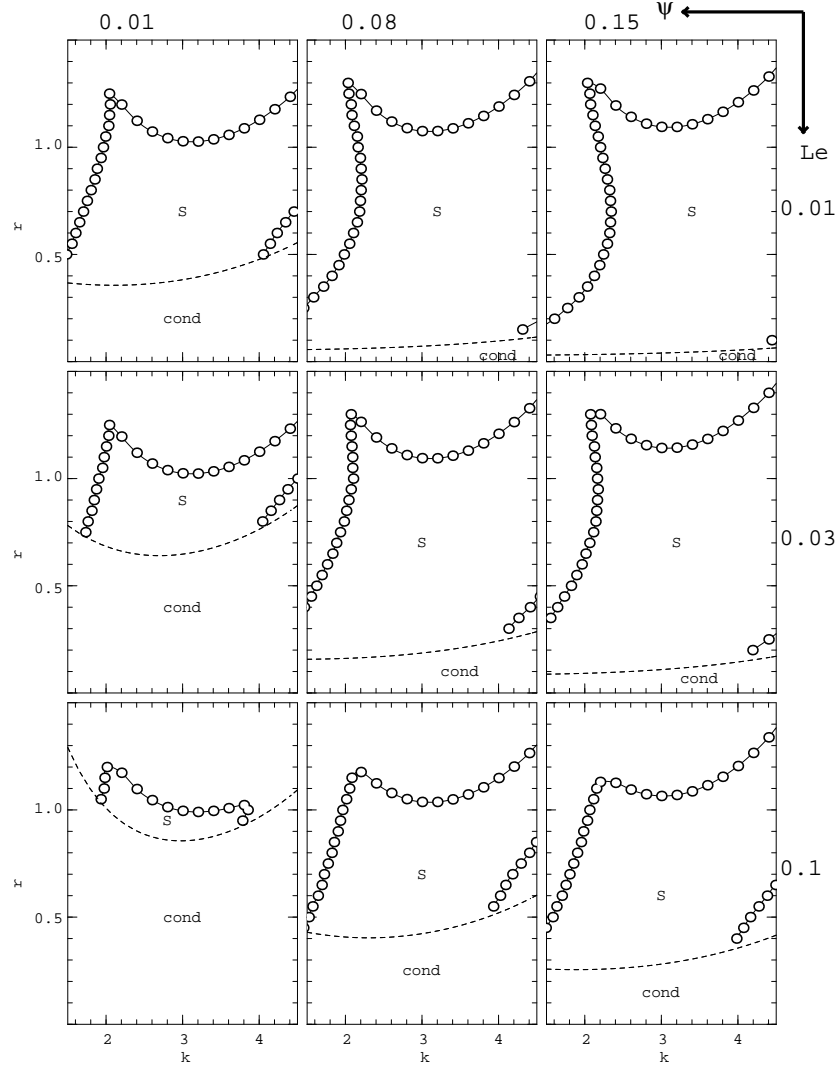 ψ
0.01 0.08 0.15
Le
1.0
S
r
0.01
0.5
cond
cond
cond
S
S
1.0
S
r
0.03
0.5
cond
S
cond
S
cond
1.0
S
r
0.1
0.5
cond
S
cond
S
cond
2 3 4 2 3 4 2 3 4
k k k